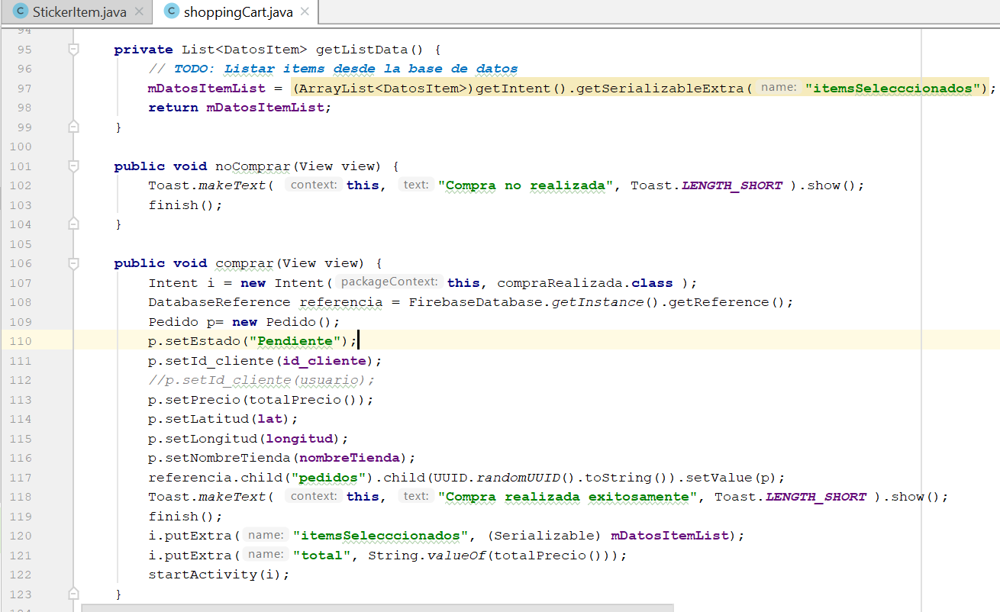 StickerItem.java
shoppingCart.java
94
95 private List<DatosItem> getListData() {
96 // TODO: Listar items desde la base de datos
97 mDatosItemList = (ArrayList<DatosItem>)getIntent().getSerializableExtra( name: "itemsSelecccionados");
98 return mDatosItemList;
99 }
100
101 public void noComprar(View view) {
102 Toast.makeText( context: this, text: "Compra no realizada", Toast.LENGTH_SHORT ).show();
103 finish();
104 }
105
106 public void comprar(View view) {
107 Intent i = new Intent( packageContext: this, compraRealizada.class );
108 DatabaseReference referencia = FirebaseDatabase.getInstance().getReference();
109 Pedido p= new Pedido();
110 p.setEstado("Pendiente");
111 p.setId_cliente(id_cliente);
112 //p.setId_cliente(usuario);
113 p.setPrecio(totalPrecio());
114 p.setLatitud(lat);
115 p.setLongitud(longitud);
116 p.setNombreTienda(nombreTienda);
117 referencia.child("pedidos").child(UUID.randomUUID().toString()).setValue(p);
118 Toast.makeText( context: this, text: "Compra realizada exitosamente", Toast.LENGTH_SHORT ).show();
119 finish();
120 i.putExtra( name: "itemsSelecccionados", (Serializable) mDatosItemList);
121 i.putExtra( name: "total", String.valueOf(totalPrecio()));
122 startActivity(i);
123 }